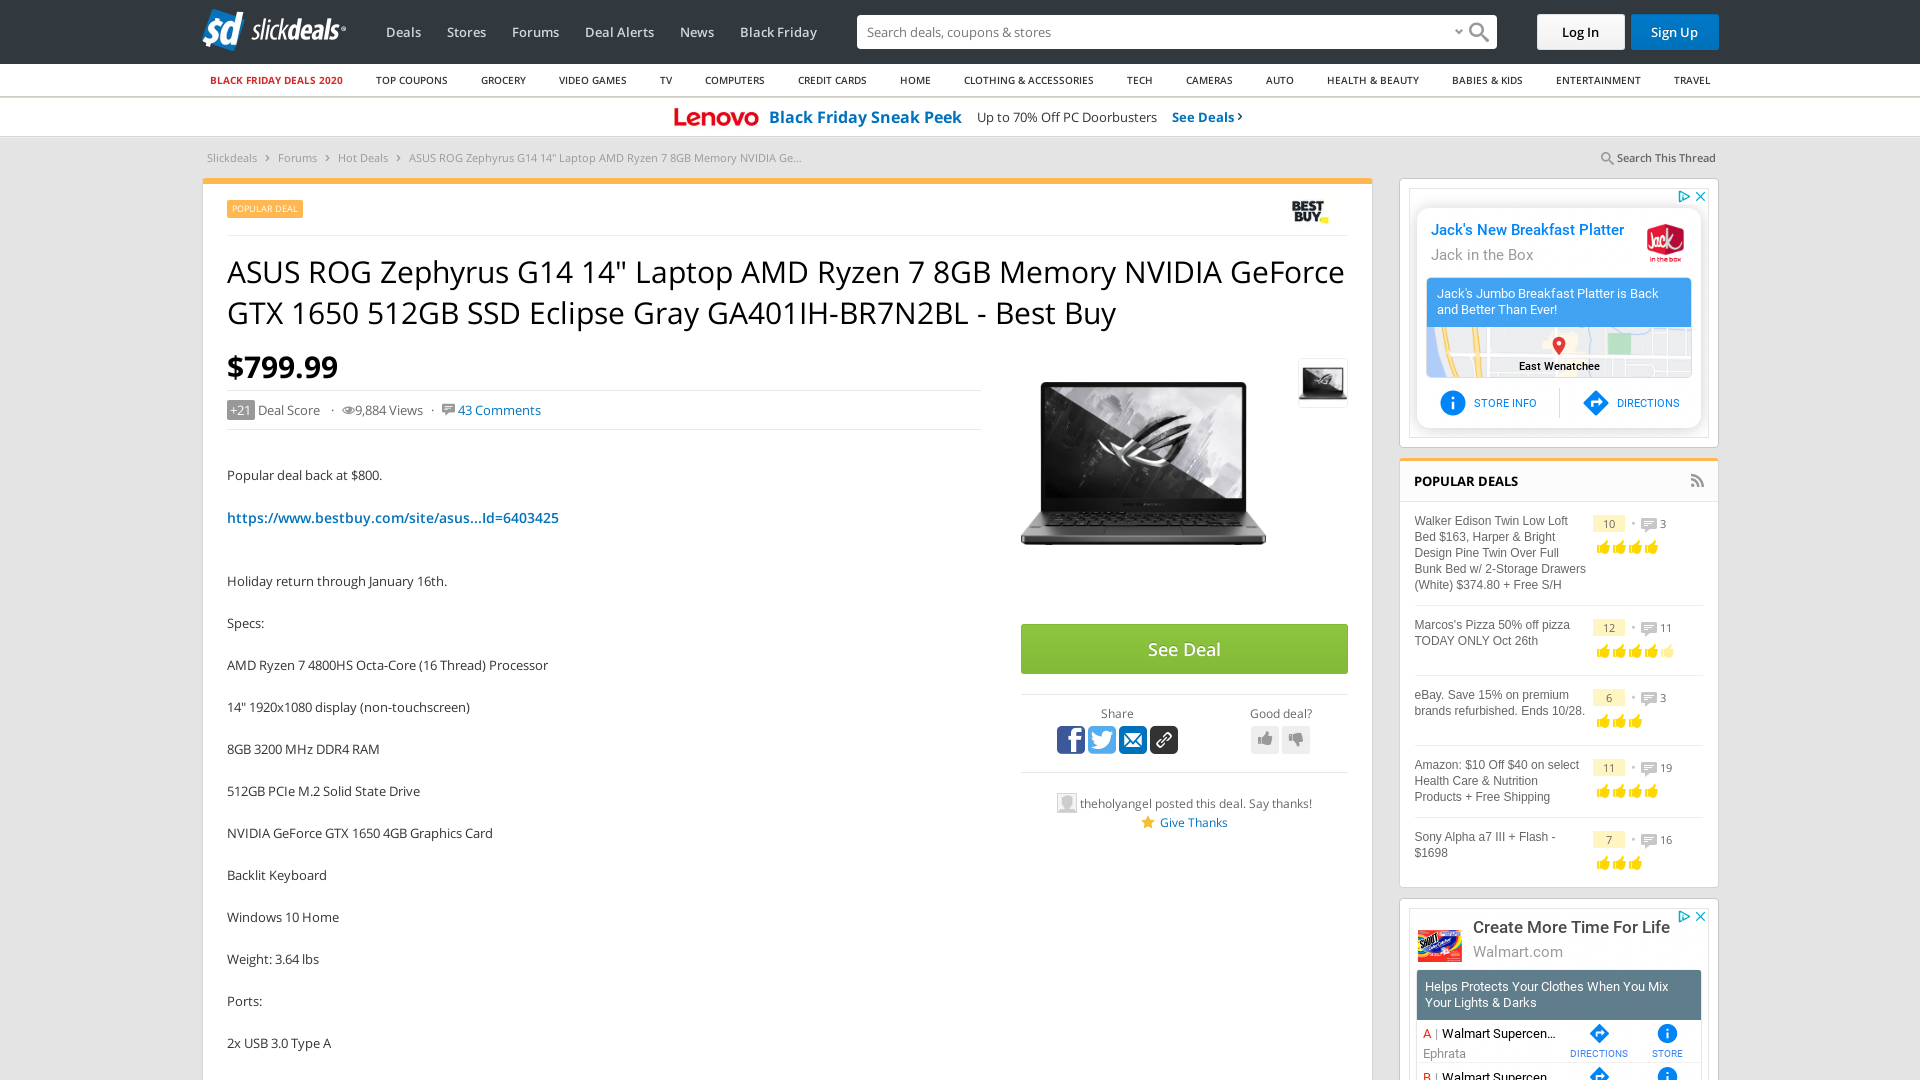 slickdeals
Deals
Stores
Forums
Deal Alerts
News
Black Friday
Search deals, coupons & stores
Log In
Sign Up
BLACK FRIDAY DEALS 2020
TOP COUPONS
GROCERY
VIDEO GAMES
TV
COMPUTERS
CREDIT CARDS
HOME
CLOTHING & ACCESSORIES
TECH
CAMERAS
AUTO
HEALTH & BEAUTY
BABIES & KIDS
ENTERTAINMENT
TRAVEL
Lenovo Black Friday Sneak Peek Up to 70% Off PC Doorbusters See Deals ›
Slickdeals › Forums › Hot Deals › ASUS ROG Zephyrus G14 14" Laptop AMD Ryzen 7 8GB Memory NVIDIA Ge...
Search This Thread
POPULAR DEAL
BEST
BUY
ASUS ROG Zephyrus G14 14" Laptop AMD Ryzen 7 8GB Memory NVIDIA GeForce
GTX 1650 512GB SSD Eclipse Gray GA401IH-BR7N2BL - Best Buy
$799.99
+21 Deal Score · 9,884 Views · 43 Comments
Popular deal back at $800.
https://www.bestbuy.com/site/asus...Id=6403425
Holiday return through January 16th.
Specs:
AMD Ryzen 7 4800HS Octa-Core (16 Thread) Processor
14" 1920x1080 display (non-touchscreen)
8GB 3200 MHz DDR4 RAM
512GB PCIe M.2 Solid State Drive
NVIDIA GeForce GTX 1650 4GB Graphics Card
Backlit Keyboard
Windows 10 Home
Weight: 3.64 lbs
Ports:
2x USB 3.0 Type A
See Deal
Share
Good deal?
theholyangel posted this deal. Say thanks!
Give Thanks
Jack's New Breakfast Platter
Jack in the Box
Jack
in the box
Jack's Jumbo Breakfast Platter is Back
and Better Than Ever!
East Wenatchee
STORE INFO
DIRECTIONS
POPULAR DEALS
Walker Edison Twin Low Loft
Bed $163, Harper & Bright
Design Pine Twin Over Full
Bunk Bed w/ 2-Storage Drawers
(White) $374.80 + Free S/H
10 • 3
Marcos's Pizza 50% off pizza
TODAY ONLY Oct 26th
12 • 11
eBay. Save 15% on premium
brands refurbished. Ends 10/28.
6 • 3
Amazon: $10 Off $40 on select
Health Care & Nutrition
Products + Free Shipping
11 • 19
Sony Alpha a7 III + Flash -
$1698
7 • 16
Create More Time For Life
Walmart.com
SHOUT
Helps Protects Your Clothes When You Mix
Your Lights & Darks
A | Walmart Supercen...
Ephrata
DIRECTIONS
STORE
B | Walmart Supercen